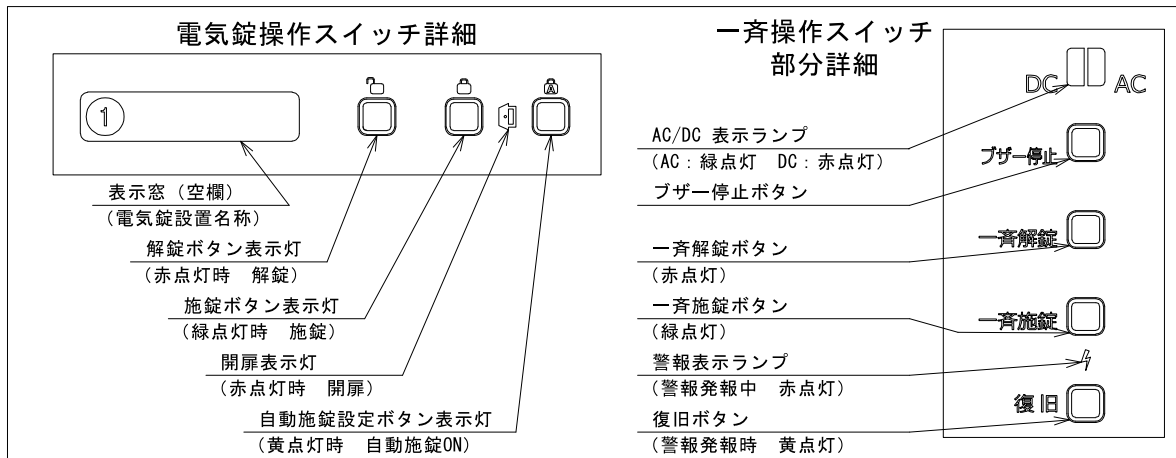 電気錠操作スイッチ詳細
1
A
表示窓（空欄）
（電気錠設置名称）
解錠ボタン表示灯
（赤点灯時　解錠）
施錠ボタン表示灯
（緑点灯時　施錠）
開扉表示灯
（赤点灯時　開扉）
自動施錠設定ボタン表示灯
（黄点灯時　自動施錠ON）
一斉操作スイッチ
部分詳細
DC AC
AC/DC 表示ランプ
（AC：緑点灯　DC：赤点灯）
ブザー停止
ブザー停止ボタン
一斉解錠
一斉解錠ボタン
（赤点灯）
一斉施錠
一斉施錠ボタン
（緑点灯）
警報表示ランプ
（警報発報中　赤点灯）
復旧
復旧ボタン
（警報発報時　黄点灯）